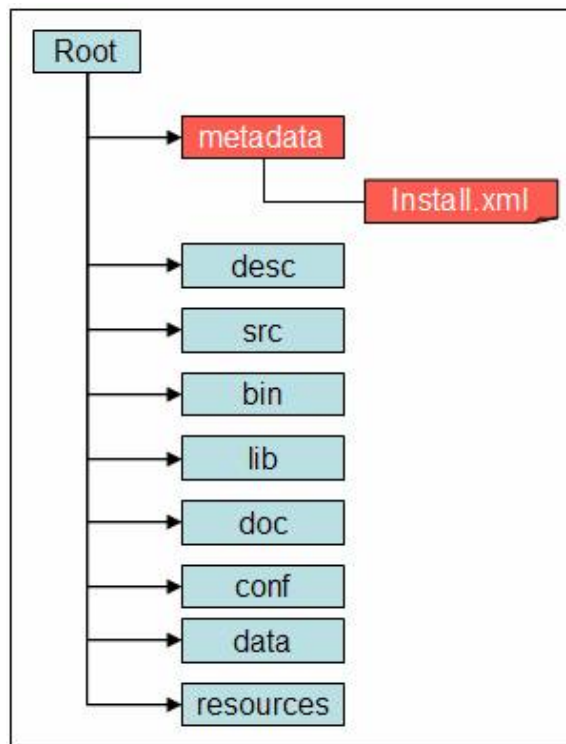 Root
metadata
Install.xml
desc
src
bin
lib
doc
conf
data
resources